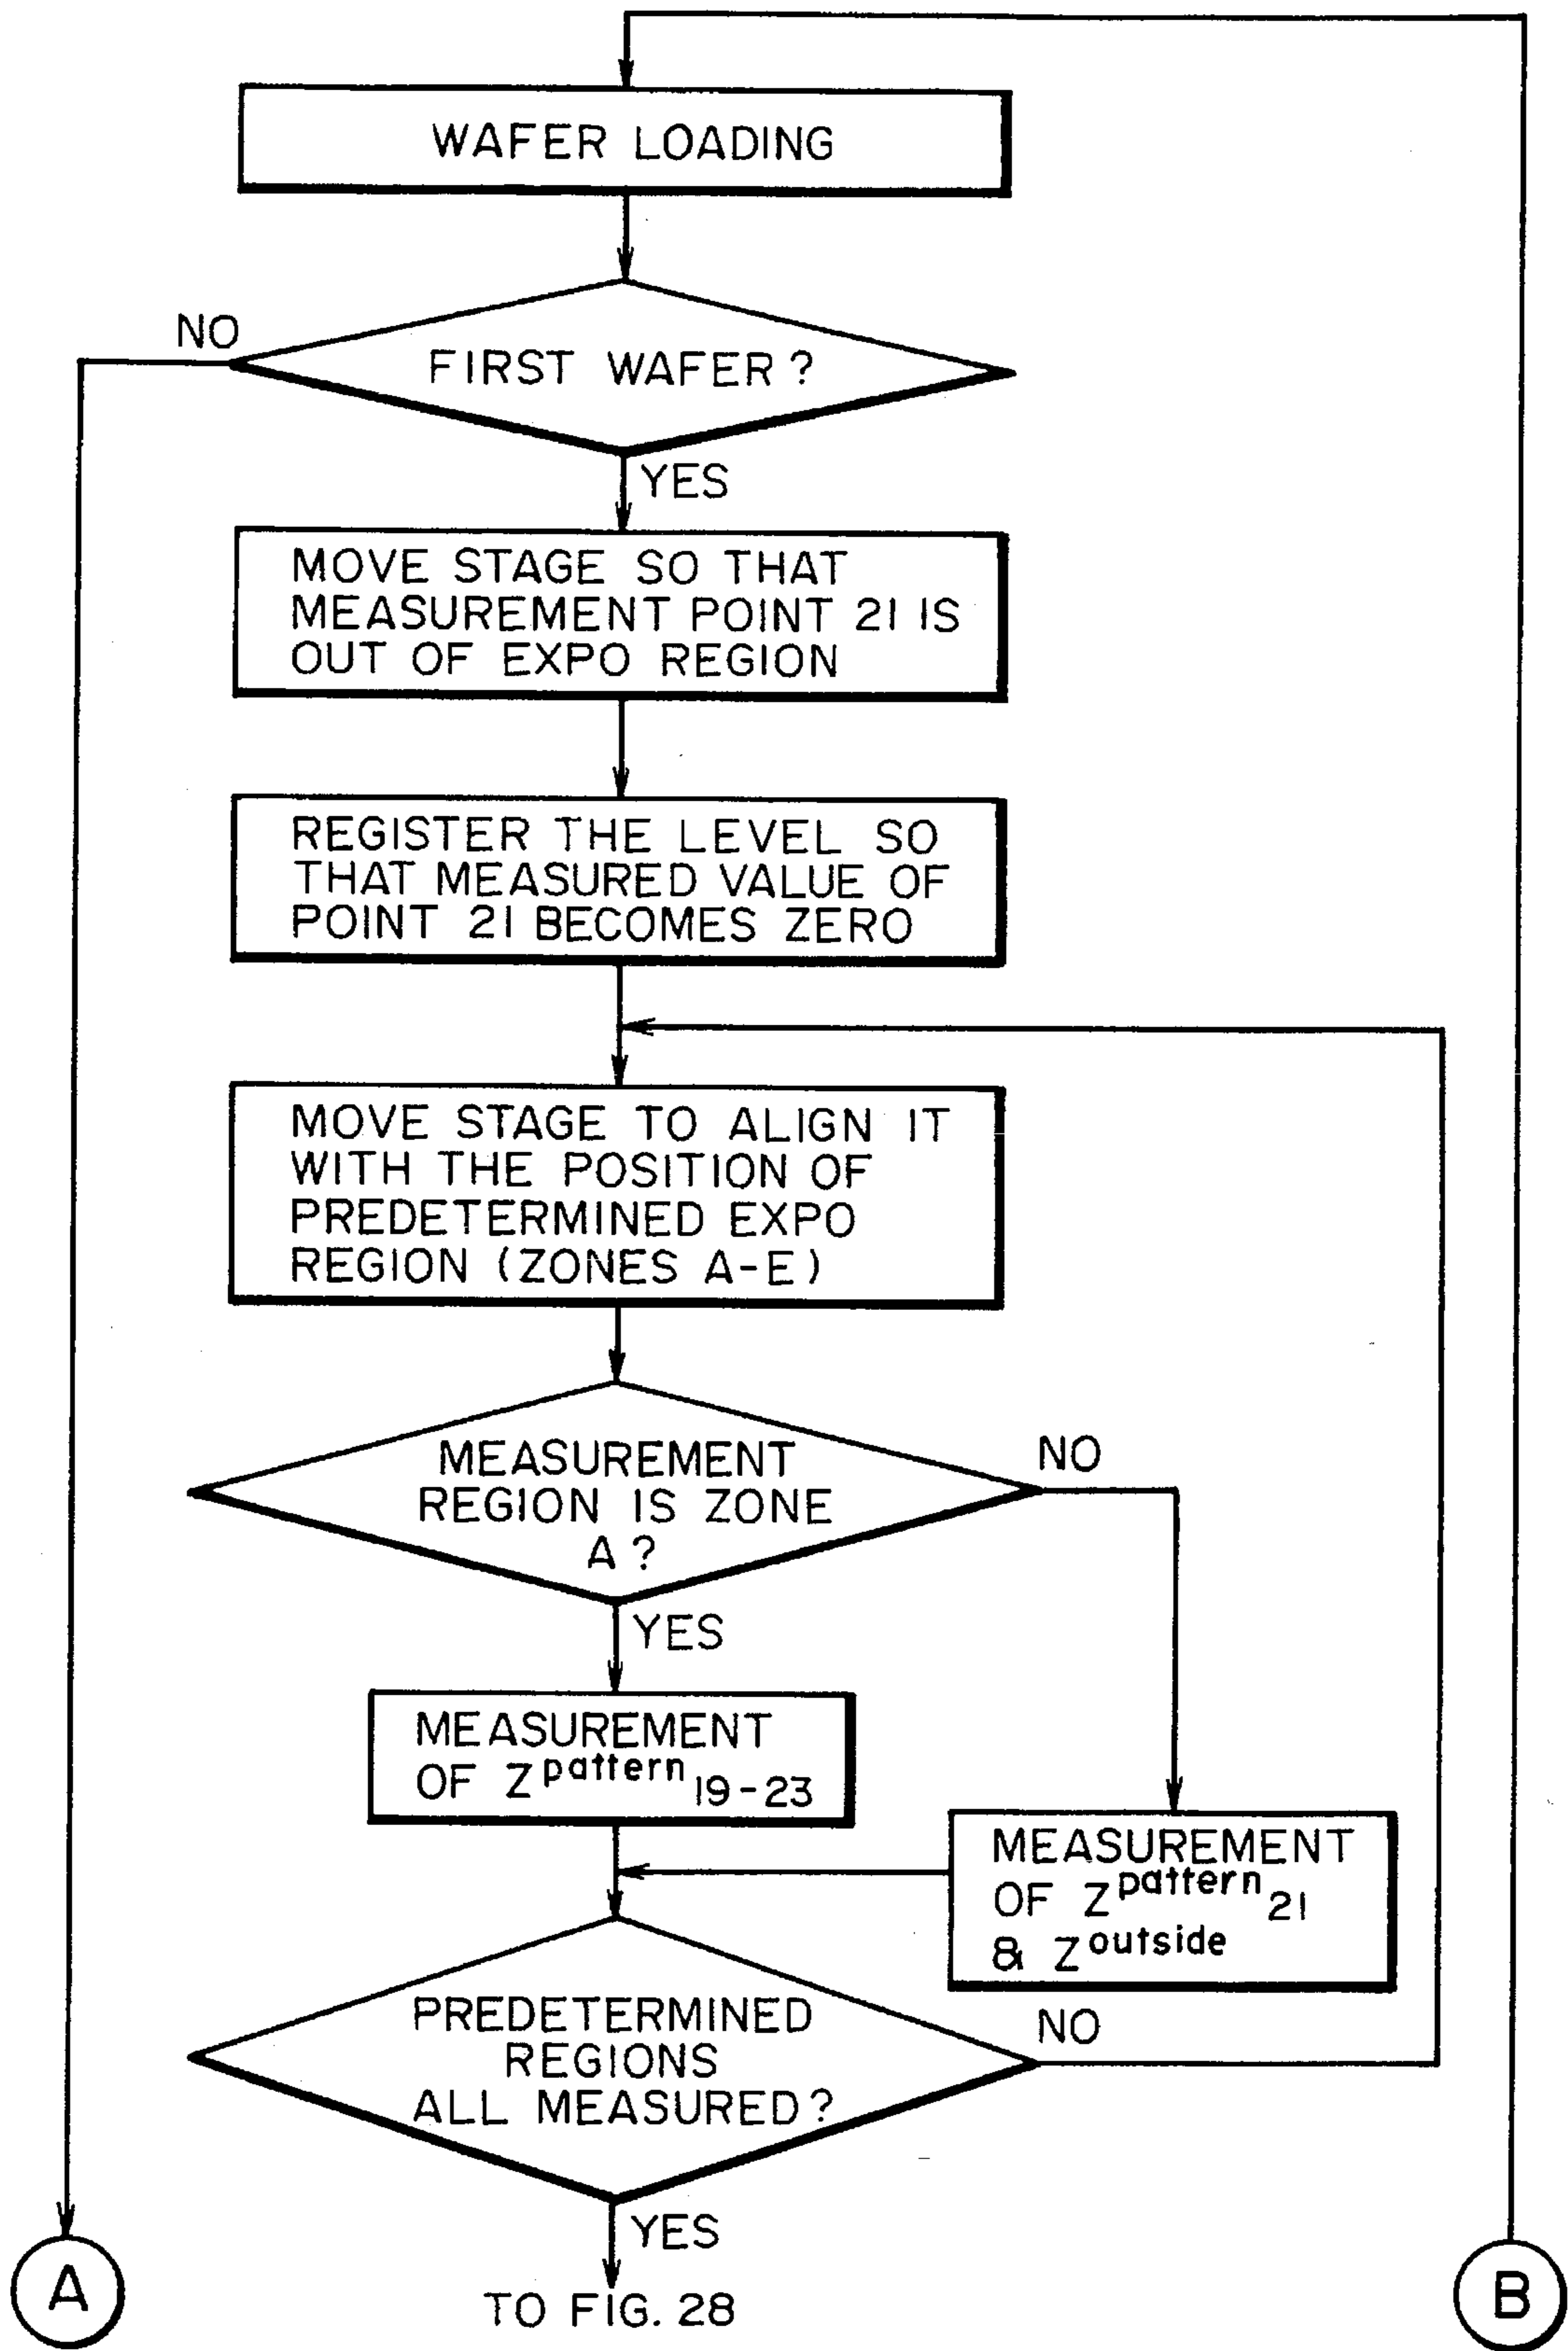 WAFER LOADING
NO
FIRST WAFER?
YES
MOVE STAGE SO THAT
MEASUREMENT POINT 21 IS
OUT OF EXPO REGION
REGISTER THE LEVEL SO
THAT MEASURED VALUE OF
POINT 21 BECOMES ZERO
MOVE STAGE TO ALIGN IT
WITH THE POSITION OF
PREDETERMINED EXPO
REGION (ZONES A-E)
MEASUREMENT
REGION IS ZONE
A?
NO
YES
MEASUREMENT
OF Z pattern 19-23
MEASUREMENT
OF Z pattern 21
& Z outside
PREDETERMINED
REGIONS
ALL MEASURED?
NO
YES
TO FIG. 28
A
B